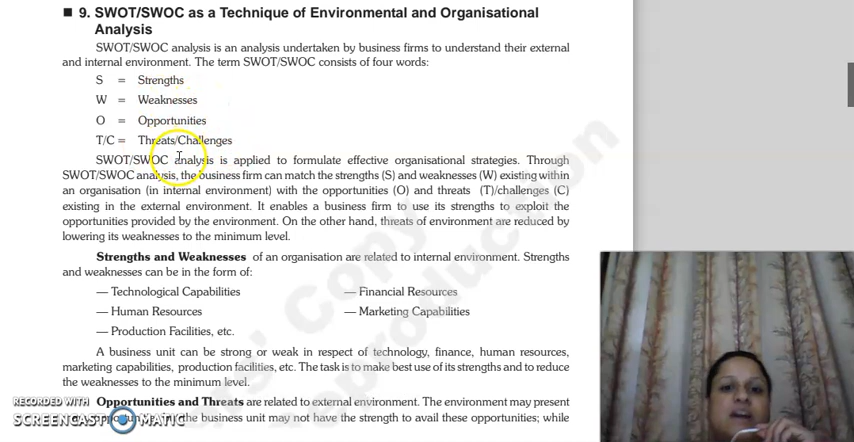 9. SWOT/SWOC as a Technique of Environmental and Organisational
Analysis
SWOT/SWOC analysis is an analysis undertaken by business firms to understand their external
and internal environment. The term SWOT/SWOC consists of four words:
S = Strengths
W = Weaknesses
O = Opportunities
T/C = Threats/Challenges
SWOT/SWOC analysis is applied to formulate effective organisational strategies. Through
SWOT/SWOC analysis, the business firm can match the strengths (S) and weaknesses (W) existing within
an organisation (in internal environment) with the opportunities (O) and threats (T)/challenges (C)
existing in the external environment. It enables a business firm to use its strengths to exploit the
opportunities provided by the environment. On the other hand, threats of environment are reduced by
lowering its weaknesses to the minimum level.
Strengths and Weaknesses of an organisation are related to internal environment. Strengths
and weaknesses can be in the form of:
— Technological Capabilities — Financial Resources
— Human Resources — Marketing Capabilities
— Production Facilities, etc.
A business unit can be strong or weak in respect of technology, finance, human resources,
marketing capabilities, production facilities, etc. The task is to make best use of its strengths and to reduce
the weaknesses to the minimum level.
Opportunities and Threats are related to external environment. The environment may present
the business unit may not have the strength to avail these opportunities; while
RECORDED WITH
SCREENCAST MATIC